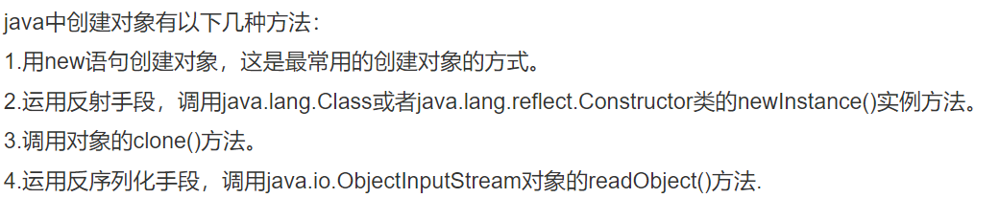 java中创建对象有以下几种方法：
1.用new语句创建对象，这是最常用的创建对象的方式。
2.运用反射手段，调用java.lang.Class或者java.lang.reflect.Constructor类的newInstance()实例方法。
3.调用对象的clone()方法。
4.运用反序列化手段，调用java.io.ObjectInputStream对象的readObject()方法.